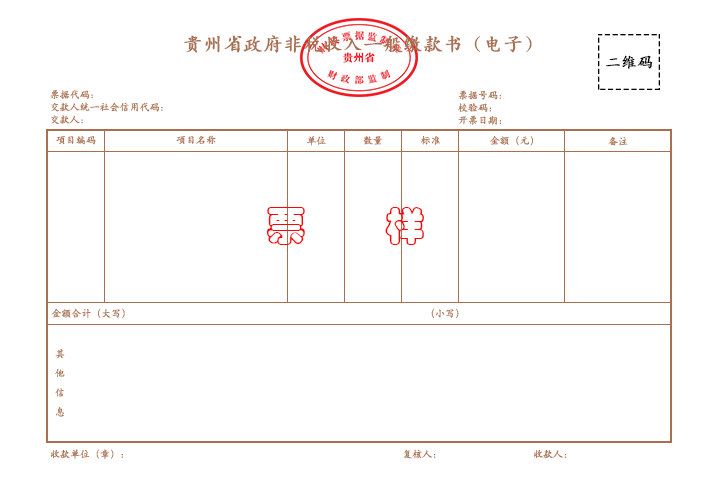 贵州省政府非税收入一般缴款书（电子）
财政票据监制章
贵州省
财政部监制
二维码
票据代码：
交款人统一社会信用代码：
交款人：
票据号码：
校验码：
开票日期：
项目编码 项目名称 单位 数量 标准 金额（元） 备注
票 样
金额合计（大写） （小写）
其
他
信
息
收款单位（章）： 复核人： 收款人：